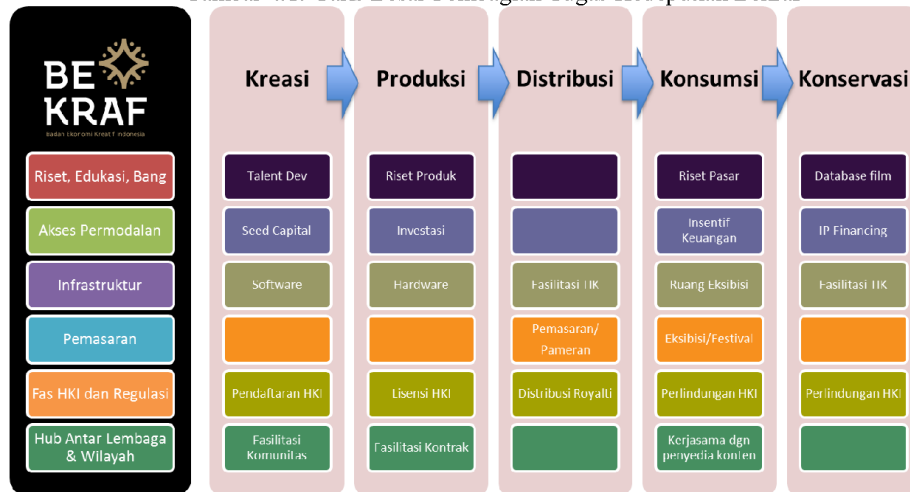 BE
KRAF
Badan Ekonomi Kreatif Indonesia
Kreasi
Produksi
Distribusi
Konsumsi
Konservasi
Riset, Edukasi, Bang
Talent Dev
Riset Produk
Riset Pasar
Database film
Akses Permodalan
Seed Capital
Investasi
Insentif
Keuangan
IP Financing
Infrastruktur
Software
Hardware
Fasilitasi TIK
Ruang Eksibisi
Fasilitasi TIK
Pemasaran
Pemasaran/
Pameran
Eksibisi/Festival
Fas HKI dan Regulasi
Pendaftaran HKI
Lisensi HKI
Distribusi Royalti
Perlindungan HKI
Perlindungan HKI
Hub Antar Lembaga
& Wilayah
Fasilitasi
Komunitas
Fasilitasi Kontrak
Kerjasama dgn
penyedia konten